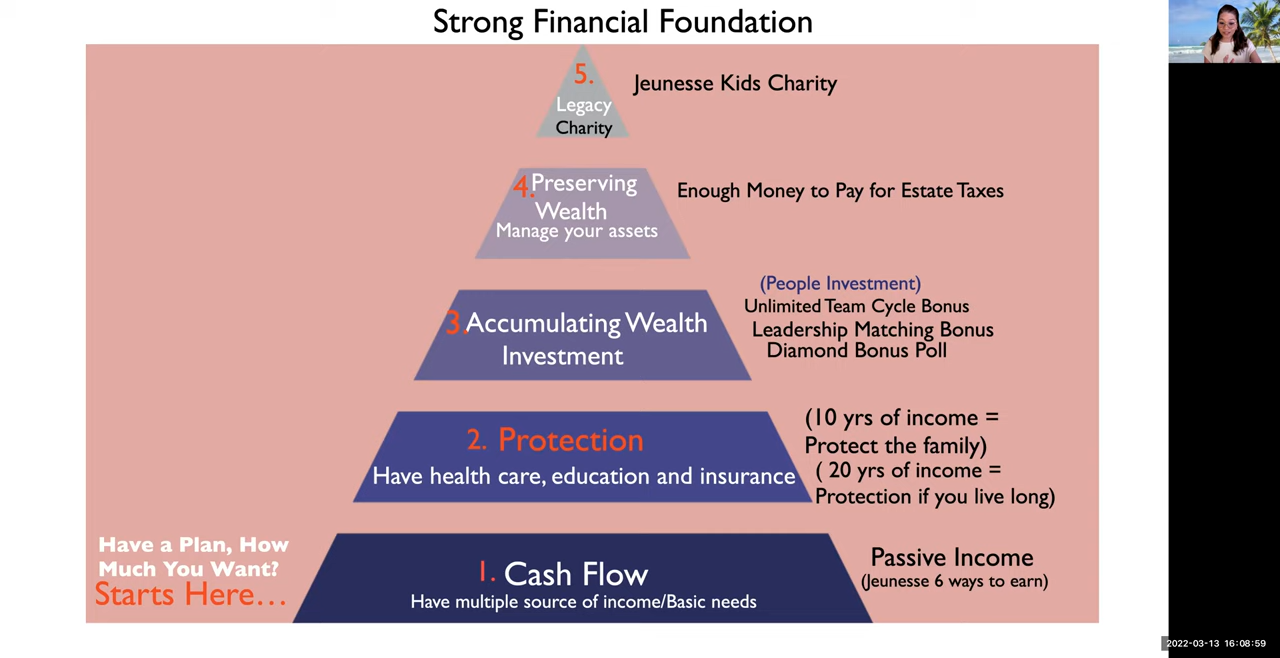 Strong Financial Foundation
5.
Legacy
Charity
Jeunesse Kids Charity
4.Preserving
Wealth
Manage your assets
Enough Money to Pay for Estate Taxes
3.Accumulating Wealth
Investment
(People Investment)
Unlimited Team Cycle Bonus
Leadership Matching Bonus
Diamond Bonus Poll
2. Protection
Have health care, education and insurance
(10 yrs of income =
Protect the family)
( 20 yrs of income =
Protection if you live long)
Have a Plan, How
Much You Want?
Starts Here...
1. Cash Flow
Have multiple source of income/Basic needs
Passive Income
(Jeunesse 6 ways to earn)
2022-03-13 16:08:59